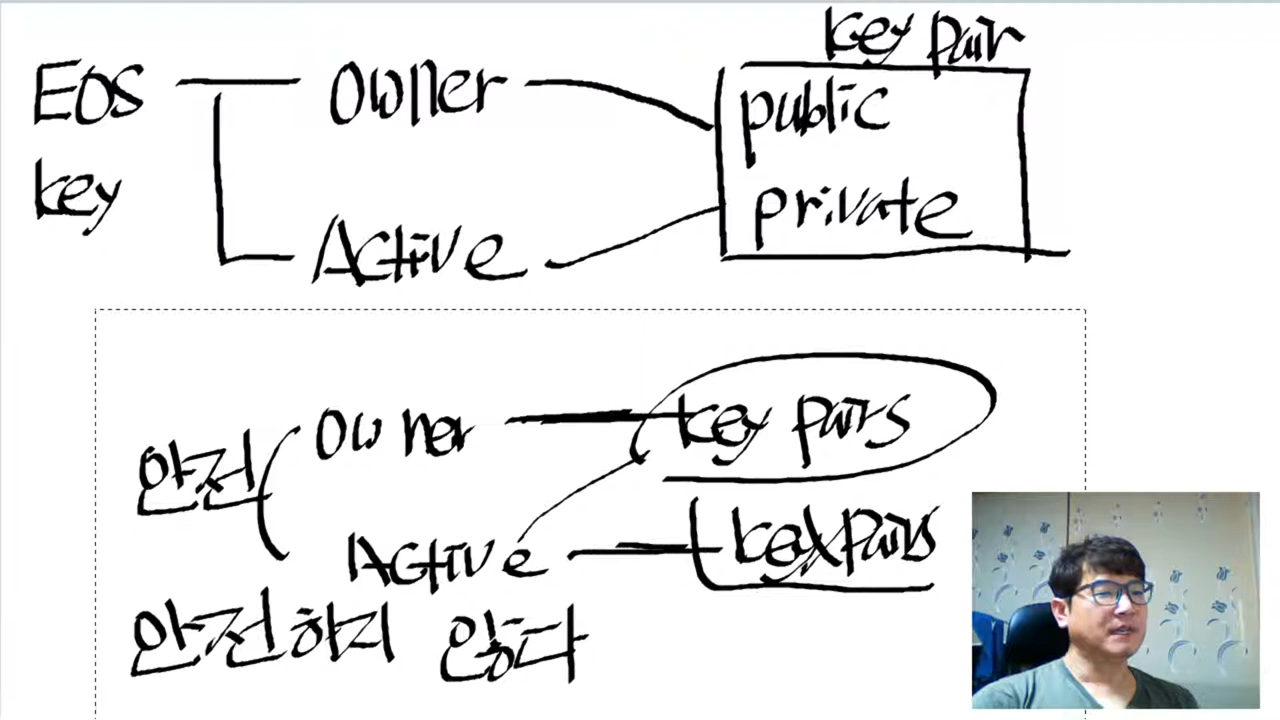 key pair
EOS Owner public
key private
Active
Owner key pairs
안전
Active key pairs
안전하지 않다